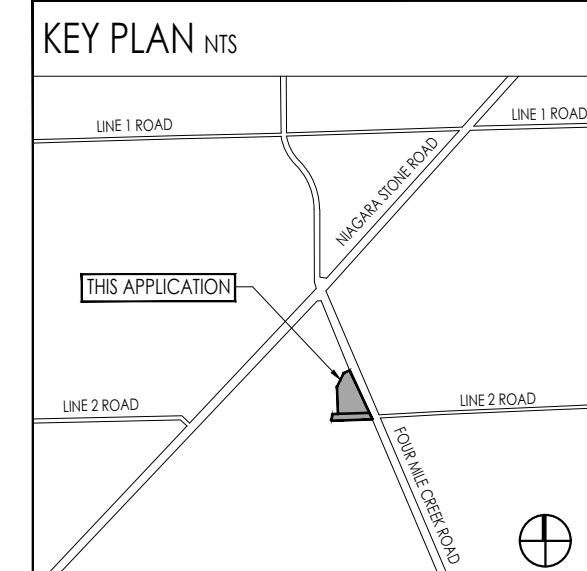 KEY PLAN NTS
LINE 1 ROAD
LINE 1 ROAD
NIAGARA STONE ROAD
THIS APPLICATION
LINE 2 ROAD
LINE 2 ROAD
FOUR MILE CREEK ROAD